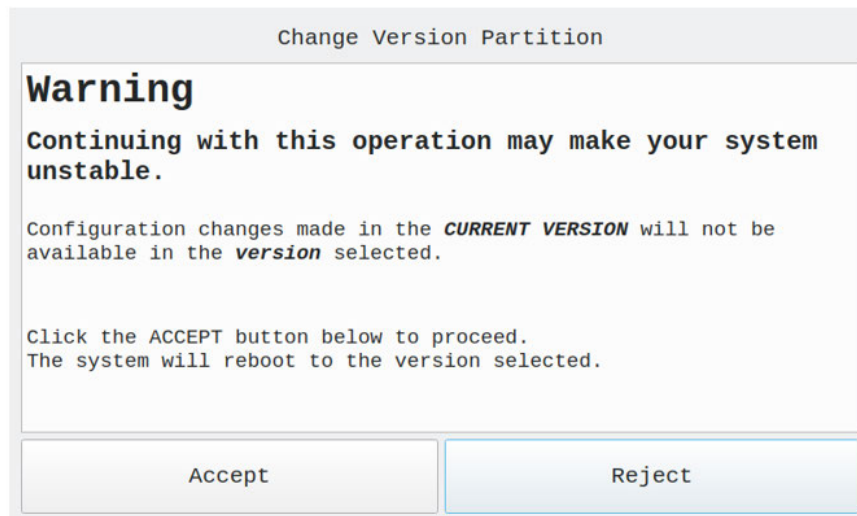 Change Version Partition
Warning
Continuing with this operation may make your system
unstable.
Configuration changes made in the CURRENT VERSION will not be
available in the version selected.
Click the ACCEPT button below to proceed.
The system will reboot to the version selected.
Accept
Reject